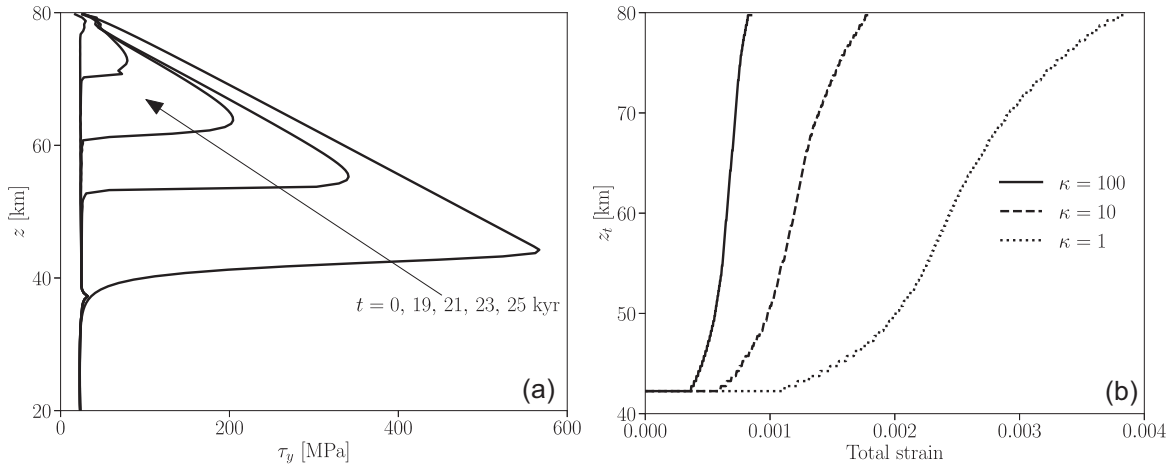 80
60
40
20
z [km]
0
200
400
600
τ_y [MPa]
t = 0, 19, 21, 23, 25 kyr
(a)
80
70
60
50
40
z_t [km]
0.000
0.001
0.002
0.003
0.004
Total strain
κ = 100
κ = 10
κ = 1
(b)